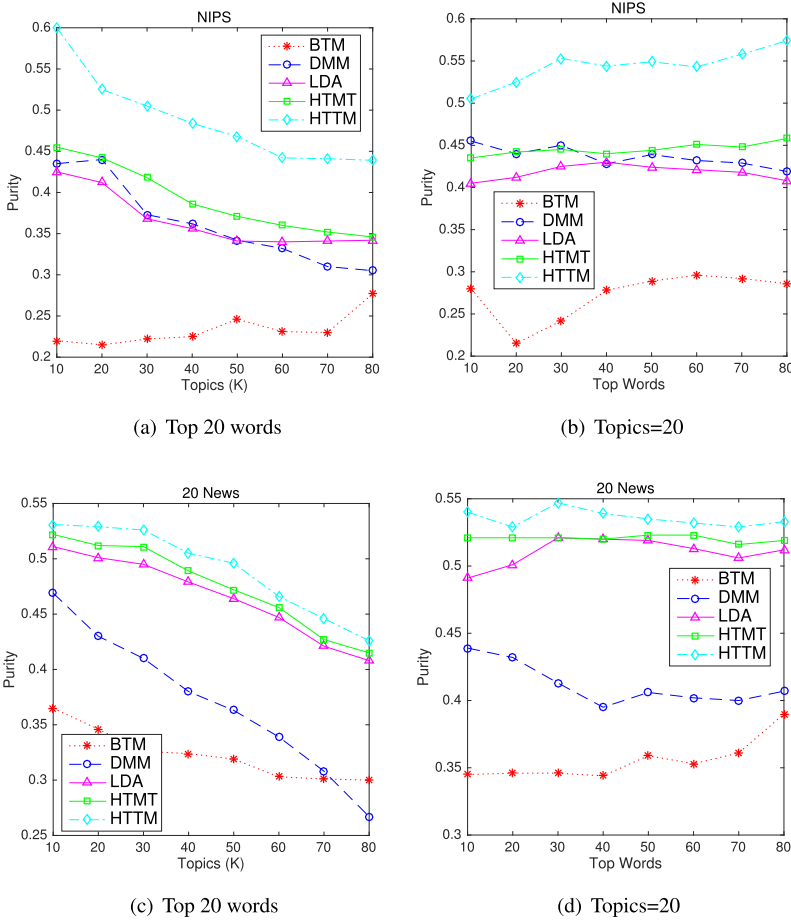 NIPS
0.6
0.55
0.5
0.45
0.4
0.35
0.3
0.25
0.2
Purity
10 20 30 40 50 60 70 80
Topics (K)
BTM
DMM
LDA
HTMT
HTTM
(a) Top 20 words
NIPS
0.6
0.55
0.5
0.45
0.4
0.35
0.3
0.25
0.2
Purity
10 20 30 40 50 60 70 80
Top Words
BTM
DMM
LDA
HTMT
HTTM
(b) Topics=20
20 News
0.55
0.5
0.45
0.4
0.35
0.3
0.25
Purity
10 20 30 40 50 60 70 80
Topics (K)
BTM
DMM
LDA
HTMT
HTTM
(c) Top 20 words
20 News
0.55
0.5
0.45
0.4
0.35
0.3
Purity
10 20 30 40 50 60 70 80
Top Words
BTM
DMM
LDA
HTMT
HTTM
(d) Topics=20